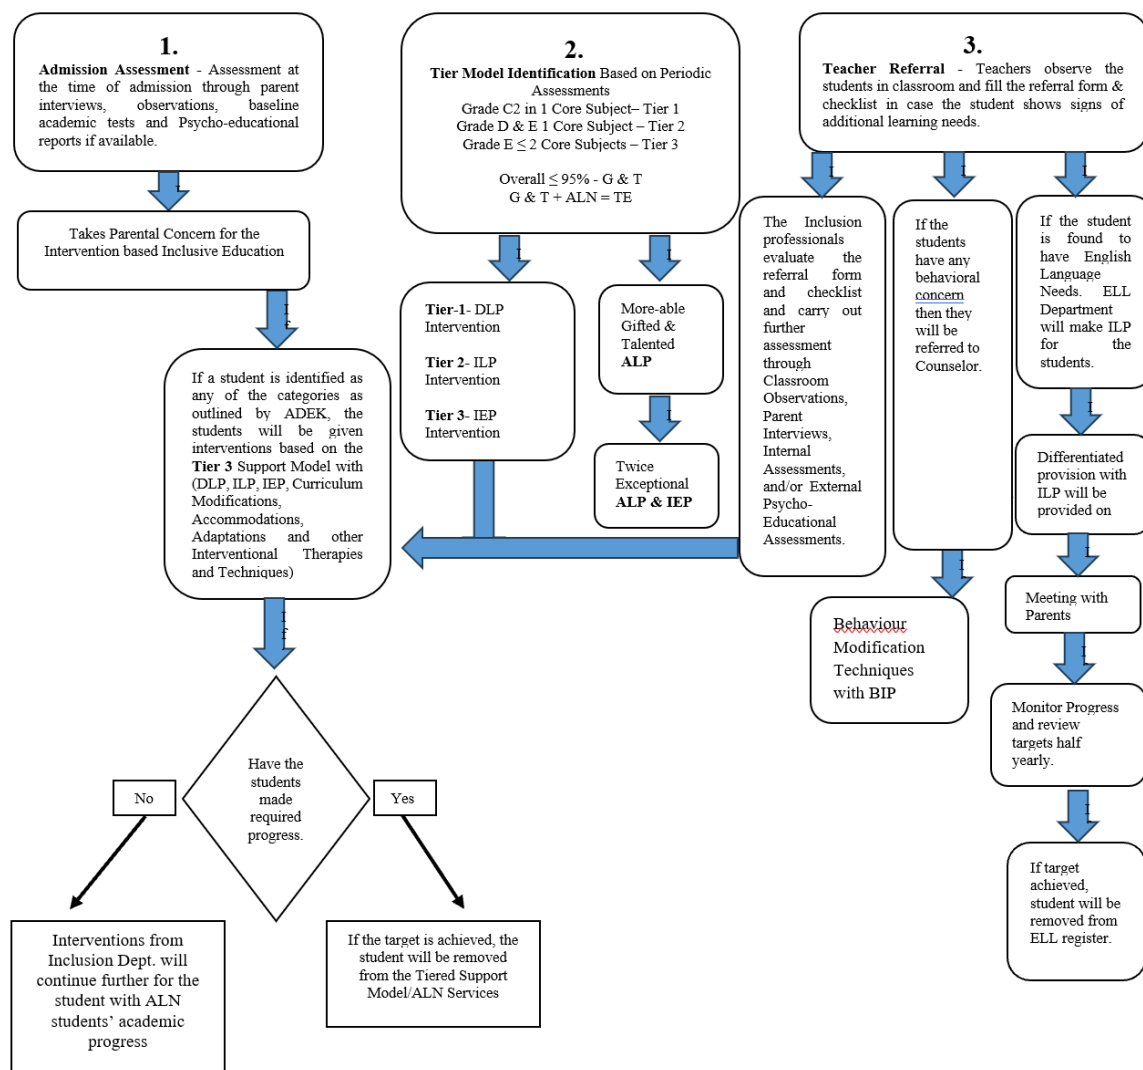 1.
Admission Assessment - Assessment at
the time of admission through parent
interviews, observations, baseline
academic tests and Psycho-educational
reports if available.
I
Takes Parental Concern for the
Intervention based Inclusive Education
If
If a student is identified as
any of the categories as
outlined by ADEK, the
students will be given
interventions based on the
Tier 3 Support Model with
(DLP, ILP, IEP, Curriculum
Modifications,
Accommodations,
Adaptations and other
Interventional Therapies
and Techniques)
If
Have the
students
made
required
progress.
No
Yes
Interventions from
Inclusion Dept. will
continue further for the
student with ALN
students’ academic
progress
If the target is achieved, the
student will be removed
from the Tiered Support
Model/ALN Services
2.
Tier Model Identification Based on Periodic
Assessments
Grade C2 in 1 Core Subject– Tier 1
Grade D & E 1 Core Subject – Tier 2
Grade E ≤ 2 Core Subjects – Tier 3
Overall ≤ 95% - G & T
G & T + ALN = TE
I
I
Tier-1- DLP
Intervention
Tier 2- ILP
Intervention
Tier 3- IEP
Intervention
More-able
Gifted &
Talented
ALP
I
Twice
Exceptional
ALP & IEP
3.
Teacher Referral - Teachers observe the
students in classroom and fill the referral form &
checklist in case the student shows signs of
additional learning needs.
I
I
I
The Inclusion
professionals
evaluate the
referral form
and checklist
and carry out
further
assessment
through
Classroom
Observations,
Parent
Interviews,
Internal
Assessments,
and/or External
Psycho-
Educational
Assessments.
If the
students
have any
behavioral
concern
then they
will be
referred to
Counselor.
I
Behaviour
Modification
Techniques
with BIP
If the student
is found to
have English
Language
Needs. ELL
Department
will make ILP
for the
students.
I
Differentiated
provision with
ILP will be
provided on
I
Meeting with
Parents
I
Monitor Progress
and review
targets half
yearly.
I
If target
achieved,
student will be
removed from
ELL register.